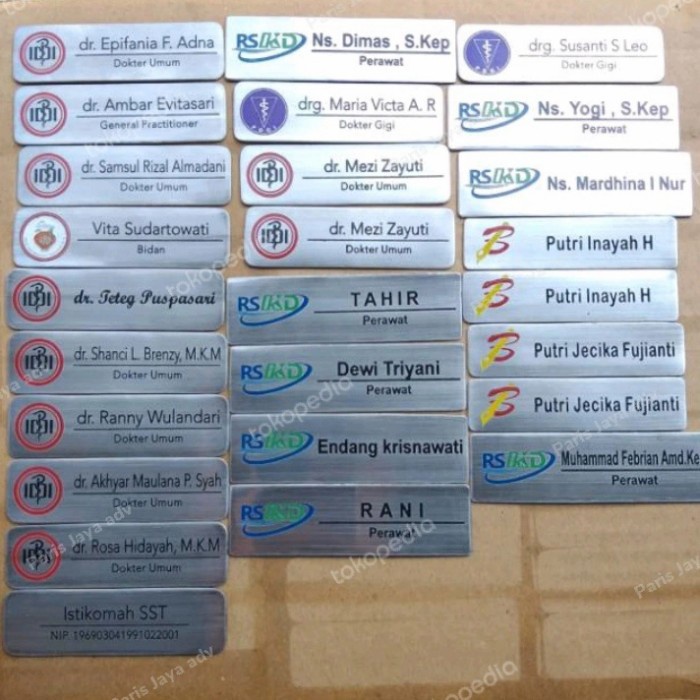 dr. Epifania F. Adna
Dokter Umum
dr. Ambar Evitasari
General Practitioner
dr. Samsul Rizal Almadani
Dokter Umum
Vita Sudartowati
Bidan
dr. Teteg Puspasari
dr. Shanci L. Brenzy, M.K.M
Dokter Umum
dr. Ranny Wulandari
Dokter Umum
dr. Akhyar Maulana P. Syah
Dokter Umum
dr. Rosa Hidayah, M.K.M
Dokter Umum
Istikomah SST
NIP. 196903041991022001
RSIKD
Ns. Dimas , S.Kep
Perawat
drg. Maria Victa A. R
Dokter Gigi
dr. Mezi Zayuti
Dokter Umum
dr. Mezi Zayuti
Dokter Umum
RSIKD
TAHIR
Perawat
RSIKD
Dewi Triyani
Perawat
RSIKD
Endang krisnawati
Perawat
RSIKD
RANI
Perawat
drg. Susanti S Leo
Dokter Gigi
RSIKD
Ns. Yogi , S.Kep
Perawat
RSIKD
Ns. Mardhina I Nur
B
Putri Inayah H
B
Putri Inayah H
B
Putri Jecika Fujianti
B
Putri Jecika Fujianti
RSIKD
Muhammad Febrian Amd.Ke
Perawat
tokopedia
Paris Jaya adv